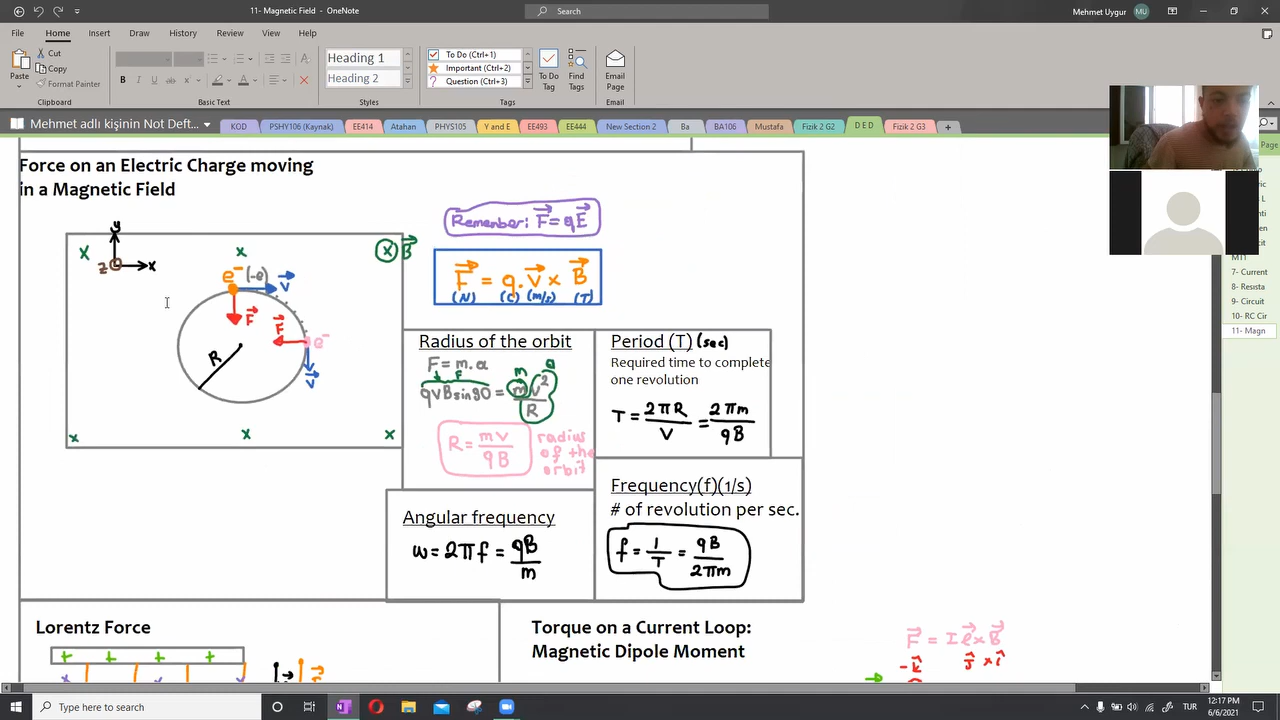 11- Magnetic Field - OneNote
Search
Mehmet Uygur
MU
File
Home
Insert
Draw
History
Review
View
Help
Paste
Cut
Copy
Format Painter
Clipboard
B
I
U
ab
Basic Text
Heading 1
Heading 2
Styles
To Do (Ctrl+1)
Important (Ctrl+2)
Question (Ctrl+3)
To Do
Tag
Find
Tags
Tags
Email
Page
Email
Mehmet adlı kişinin Not Deft...
KOD
PSHY106 (Kaynak)
EE414
Atahan
PHYS105
Y and E
EE493
EE444
New Section 2
Ba
BA106
Mustafa
Fizik 2 G2
D E D
Fizik 2 G3
Page
MT1
7- Current
8- Resista
9- Circuit
10- RC Cir
11- Magn
Force on an Electric Charge moving
in a Magnetic Field
y
x
z
x x x B
e⁻ (-e) V
F
F e⁻
R
V
x x x
Remember: F = qE
F = q.V x B
(N) (C) (m/s) (T)
Radius of the orbit
F = m.a
F m a
qvBsin90 = mv²/R
R = mv/qB radius of the orbit
Period (T) (sec)
Required time to complete
one revolution
T = 2πR/V = 2πm/qB
Frequency(f)(1/s)
# of revolution per sec.
f = 1/T = qB/2πm
Angular frequency
w = 2πf = qB/m
Lorentz Force
+ + + +
Torque on a Current Loop:
Magnetic Dipole Moment
F = I l x B
-k j x i
Type here to search
TUR
12:17 PM
6/6/2021